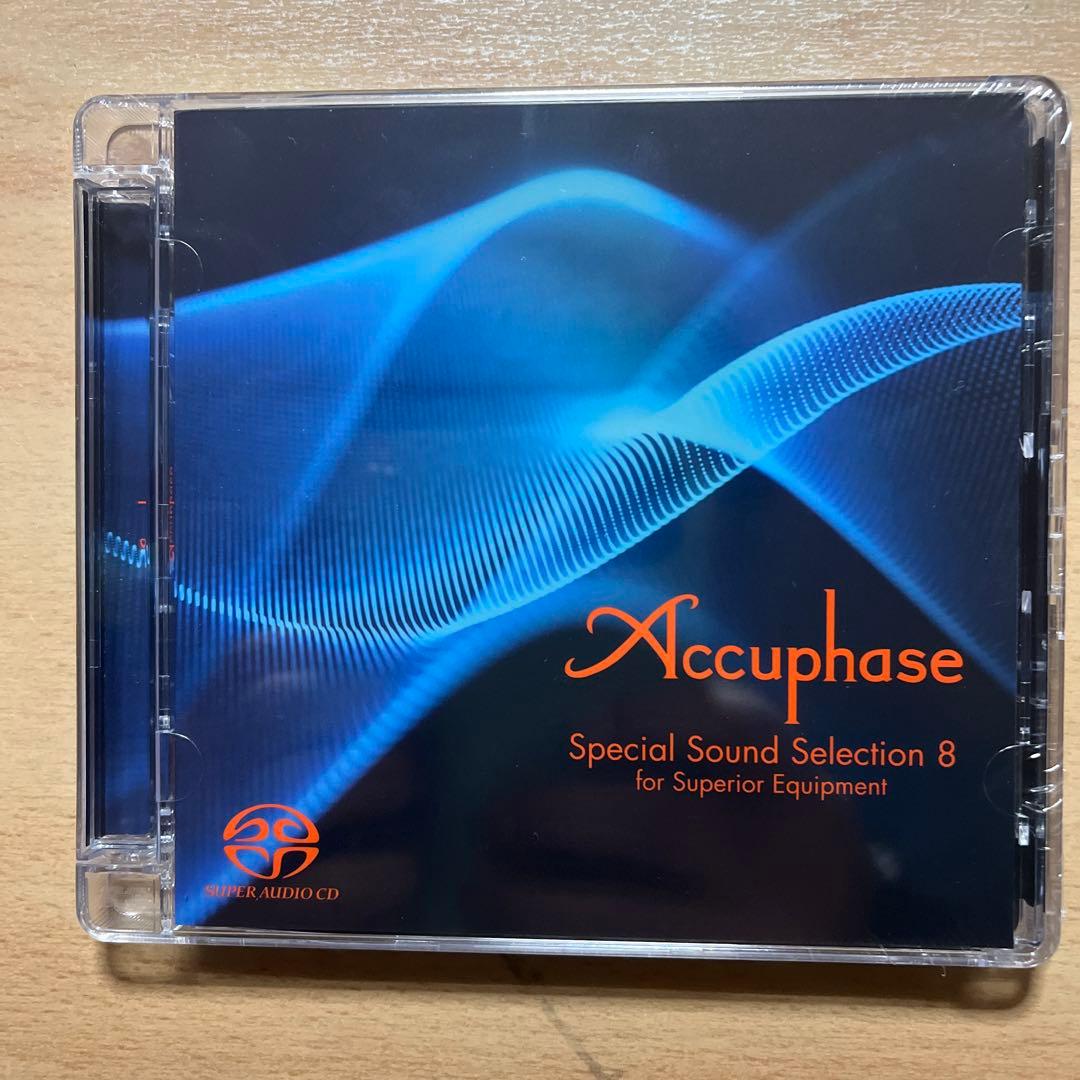 Accuphase
Special Sound Selection 8
for Superior Equipment
SUPER AUDIO CD